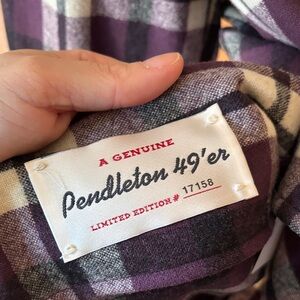 A GENUINE
Pendleton 49'er
LIMITED EDITION # 17158